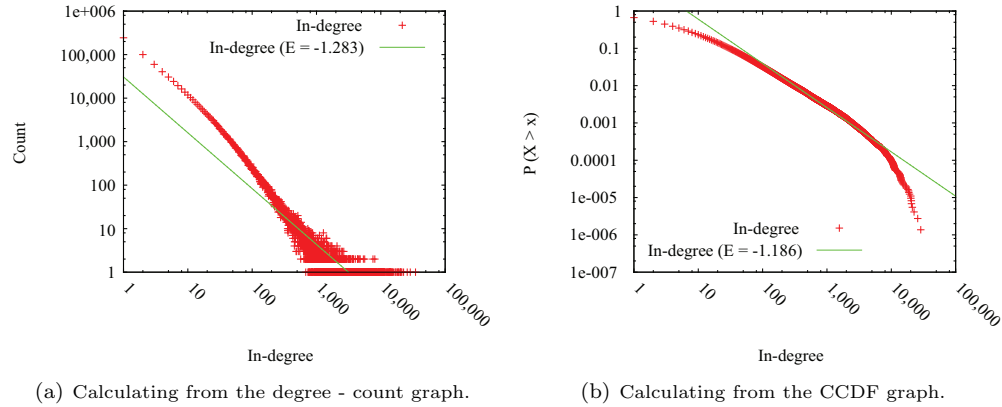 1e+006
100,000
10,000
1,000
100
10
1
Count
In-degree
In-degree (E = -1.283)
1
10
100
1,000
10,000
100,000
In-degree
(a) Calculating from the degree - count graph.
1
0.1
0.01
0.001
0.0001
1e-005
1e-006
1e-007
P (X > x)
In-degree
In-degree (E = -1.186)
1
10
100
1,000
10,000
100,000
In-degree
(b) Calculating from the CCDF graph.